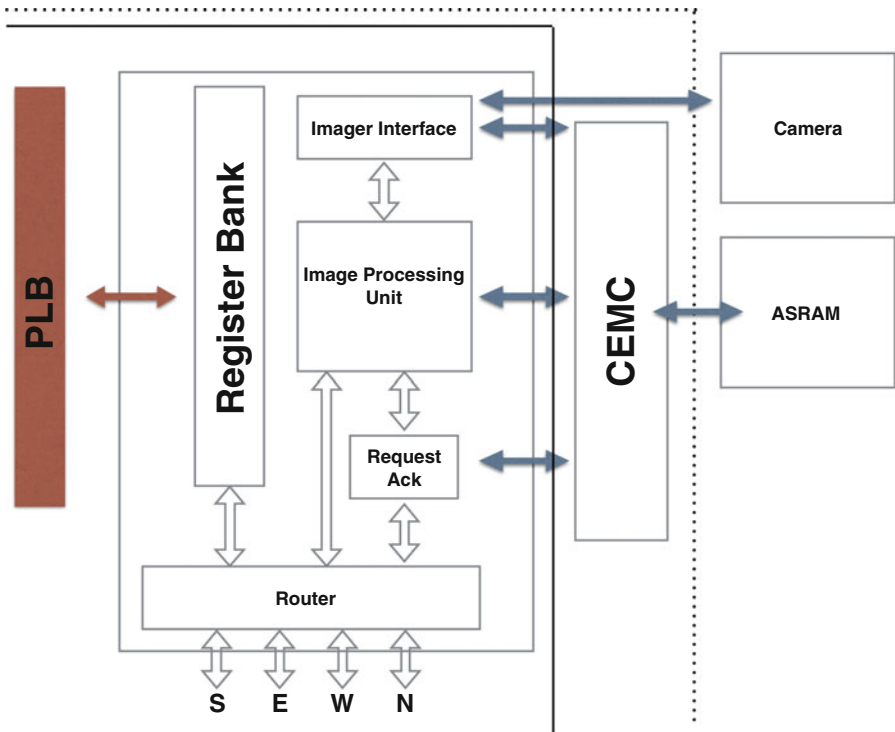 PLB
Register Bank
Imager Interface
Image Processing
Unit
Request
Ack
Router
S E W N
CEMC
Camera
ASRAM